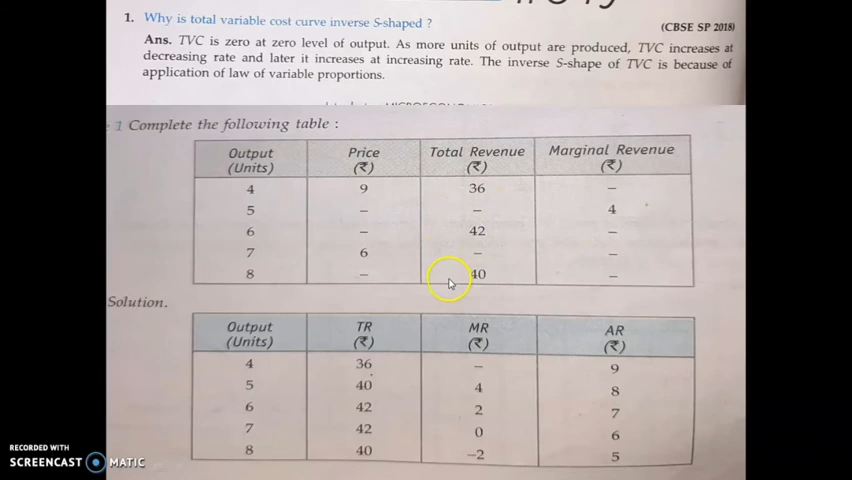 1. Why is total variable cost curve inverse S-shaped ?
(CBSE SP 2018)
Ans. TVC is zero at zero level of output. As more units of output are produced, TVC increases at
decreasing rate and later it increases at increasing rate. The inverse S-shape of TVC is because of
application of law of variable proportions.
1 Complete the following table :
Output (Units) Price (₹) Total Revenue (₹) Marginal Revenue (₹)
4 9 36 –
5 – – 4
6 – 42 –
7 6 – –
8 – 40 –
Solution.
Output (Units) TR (₹) MR (₹) AR (₹)
4 36 – 9
5 40 4 8
6 42 2 7
7 42 0 6
8 40 –2 5
RECORDED WITH
SCREENCAST MATIC